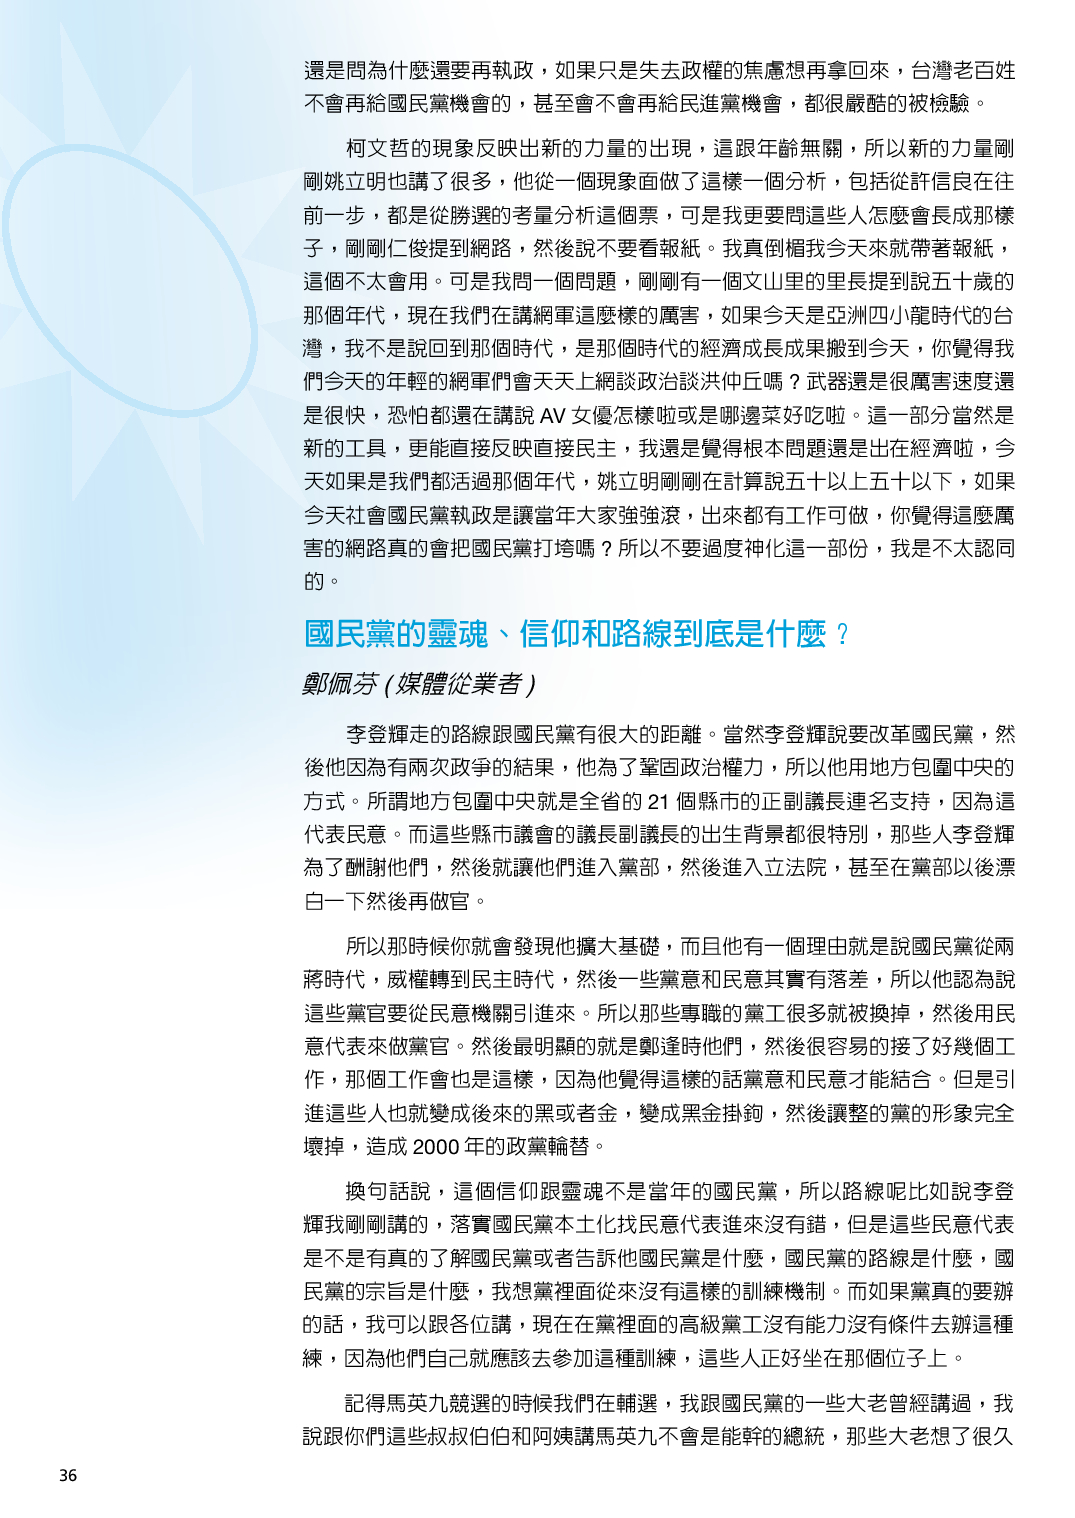 還是問為什麼還要再執政，如果只是失去政權的焦慮想再拿回來，台灣老百姓
不會再給國民黨機會的，甚至會不會再給民進黨機會，都很嚴酷的被檢驗。
柯文哲的現象反映出新的力量的出現，這跟年齡無關，所以新的力量剛
剛姚立明也講了很多，他從一個現象面做了這樣一個分析，包括從許信良在往
前一步，都是從勝選的考量分析這個票，可是我更要問這些人怎麼會長成那樣
子，剛剛仁俊提到網路，然後說不要看報紙。我真倒楣我今天來就帶著報紙，
這個不太會用。可是我問一個問題，剛剛有一個文山里的里長提到說五十歲的
那個年代，現在我們在講網軍這麼樣的厲害，如果今天是亞洲四小龍時代的台
灣，我不是說回到那個時代，是那個時代的經濟成長成果搬到今天，你覺得我
們今天的年輕的網軍們會天天上網談政治談洪仲丘嗎？武器還是很厲害速度還
是很快，恐怕都還在講說 AV 女優怎樣啦或是哪邊菜好吃啦。這一部分當然是
新的工具，更能直接反映直接民主，我還是覺得根本問題還是出在經濟啦，今
天如果是我們都活過那個年代，姚立明剛剛在計算說五十以上五十以下，如果
今天社會國民黨執政是讓當年大家強強滾，出來都有工作可做，你覺得這麼厲
害的網路真的會把國民黨打垮嗎？所以不要過度神化這一部份，我是不太認同
的。
國民黨的靈魂、信仰和路線到底是什麼？
鄭佩芬 ( 媒體從業者 )
李登輝走的路線跟國民黨有很大的距離。當然李登輝說要改革國民黨，然
後他因為有兩次政爭的結果，他為了鞏固政治權力，所以他用地方包圍中央的
方式。所謂地方包圍中央就是全省的 21 個縣市的正副議長連名支持，因為這
代表民意。而這些縣市議會的議長副議長的出生背景都很特別，那些人李登輝
為了酬謝他們，然後就讓他們進入黨部，然後進入立法院，甚至在黨部以後漂
白一下然後再做官。
所以那時候你就會發現他擴大基礎，而且他有一個理由就是說國民黨從兩
蔣時代，威權轉到民主時代，然後一些黨意和民意其實有落差，所以他認為說
這些黨官要從民意機關引進來。所以那些專職的黨工很多就被換掉，然後用民
意代表來做黨官。然後最明顯的就是鄭逢時他們，然後很容易的接了好幾個工
作，那個工作會也是這樣，因為他覺得這樣的話黨意和民意才能結合。但是引
進這些人也就變成後來的黑或者金，變成黑金掛鉤，然後讓整的黨的形象完全
壞掉，造成 2000 年的政黨輪替。
換句話說，這個信仰跟靈魂不是當年的國民黨，所以路線呢比如說李登
輝我剛剛講的，落實國民黨本土化找民意代表進來沒有錯，但是這些民意代表
是不是有真的了解國民黨或者告訴他國民黨是什麼，國民黨的路線是什麼，國
民黨的宗旨是什麼，我想黨裡面從來沒有這樣的訓練機制。而如果黨真的要辦
的話，我可以跟各位講，現在在黨裡面的高級黨工沒有能力沒有條件去辦這種
練，因為他們自己就應該去參加這種訓練，這些人正好坐在那個位子上。
記得馬英九競選的時候我們在輔選，我跟國民黨的一些大老曾經講過，我
說跟你們這些叔叔伯伯和阿姨講馬英九不會是能幹的總統，那些大老想了很久
36